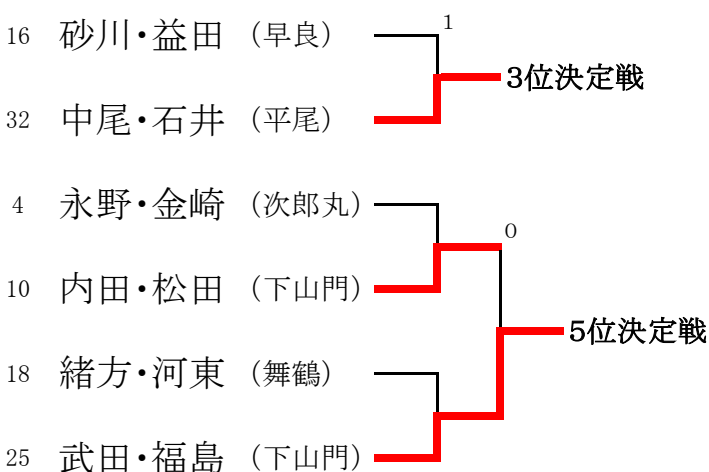 1
16 砂川・益田 (早良)
3位決定戦
32 中尾・石井 (平尾)
4 永野・金崎 (次郎丸)
0
10 内田・松田 (下山門)
5位決定戦
18 緒方・河東 (舞鶴)
25 武田・福島 (下山門)